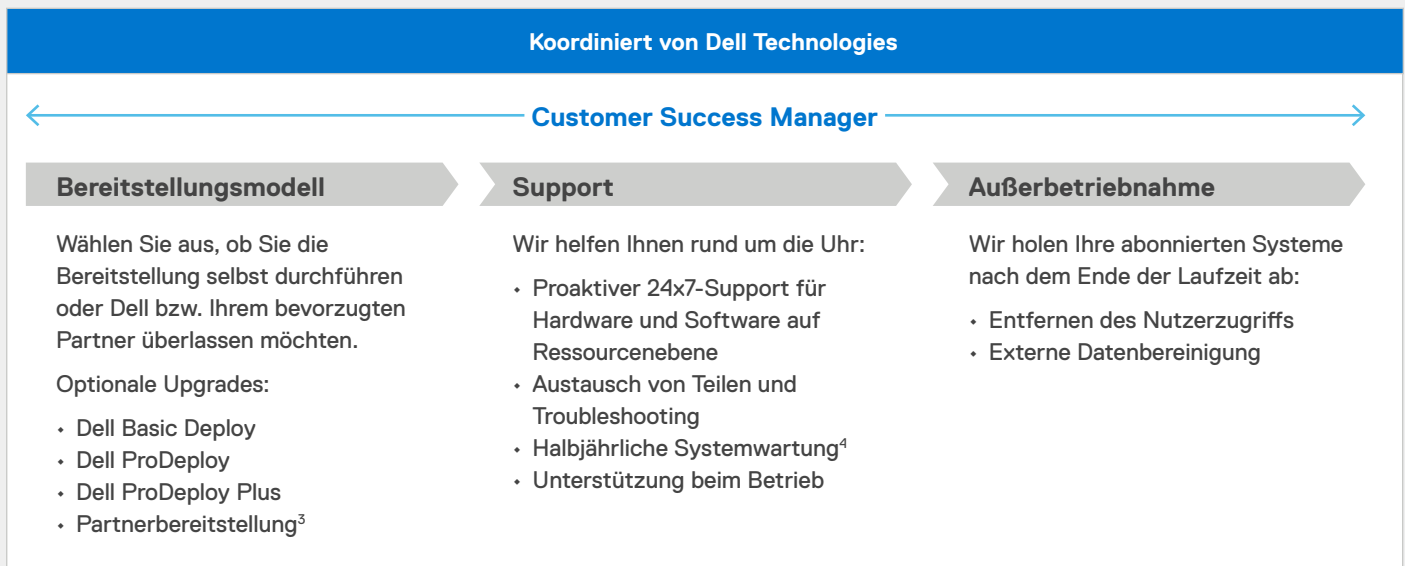 Koordiniert von Dell Technologies
Customer Success Manager
Bereitstellungsmodell
Wählen Sie aus, ob Sie die
Bereitstellung selbst durchführen
oder Dell bzw. Ihrem bevorzugten
Partner überlassen möchten.
Optionale Upgrades:
• Dell Basic Deploy
• Dell ProDeploy
• Dell ProDeploy Plus
• Partnerbereitstellung³
Support
Wir helfen Ihnen rund um die Uhr:
• Proaktiver 24x7-Support für
Hardware und Software auf
Ressourcenebene
• Austausch von Teilen und
Troubleshooting
• Halbjährliche Systemwartung⁴
• Unterstützung beim Betrieb
Außerbetriebnahme
Wir holen Ihre abonnierten Systeme
nach dem Ende der Laufzeit ab:
• Entfernen des Nutzerzugriffs
• Externe Datenbereinigung